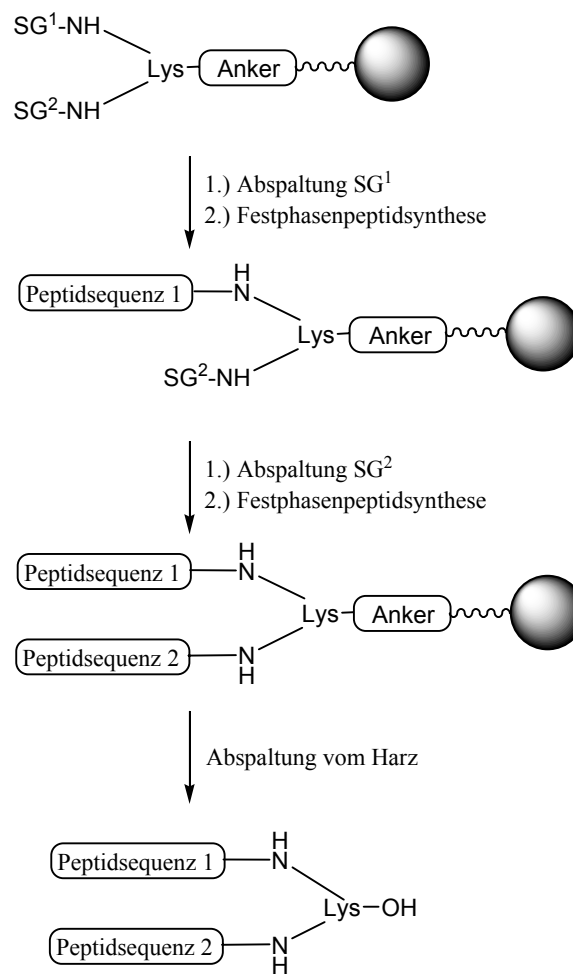 SG¹-NH
Lys Anker
SG²-NH
1.) Abspaltung SG¹
2.) Festphasenpeptidsynthese
H
Peptidsequenz 1 N
Lys Anker
SG²-NH
1.) Abspaltung SG²
2.) Festphasenpeptidsynthese
H
Peptidsequenz 1 N
Lys Anker
Peptidsequenz 2 N
H
Abspaltung vom Harz
H
Peptidsequenz 1 N
Lys OH
Peptidsequenz 2 N
H